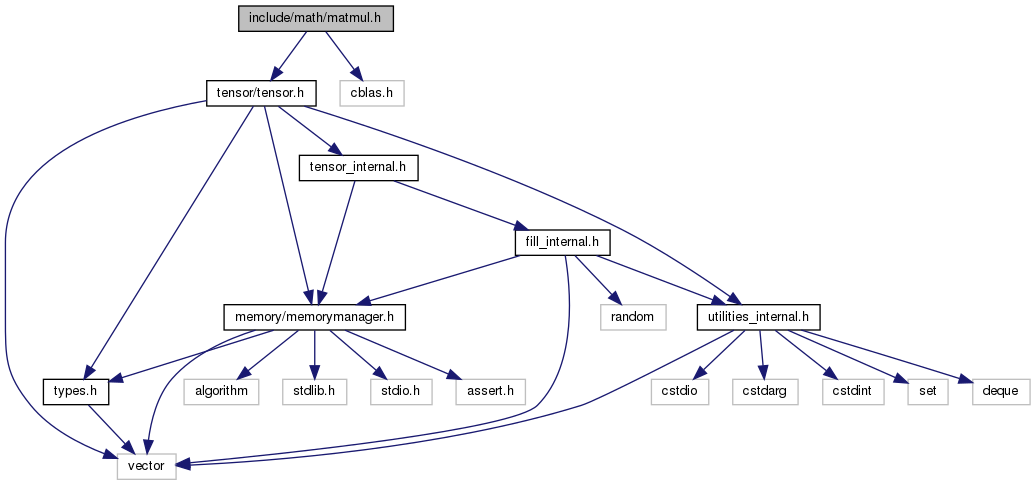 include/math/matmul.h
tensor/tensor.h
cblas.h
tensor_internal.h
fill_internal.h
memory/memorymanager.h
random
utilities_internal.h
types.h
algorithm
stdlib.h
stdio.h
assert.h
cstdio
cstdarg
cstdint
set
deque
vector